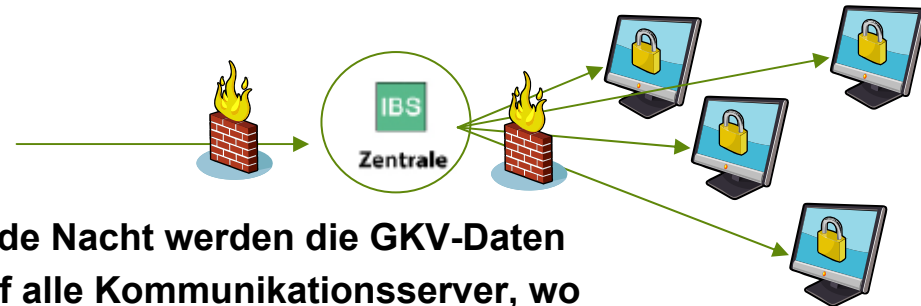 IBS
Zentrale
de Nacht werden die GKV-Daten
f alle Kommunikationsserver, wo